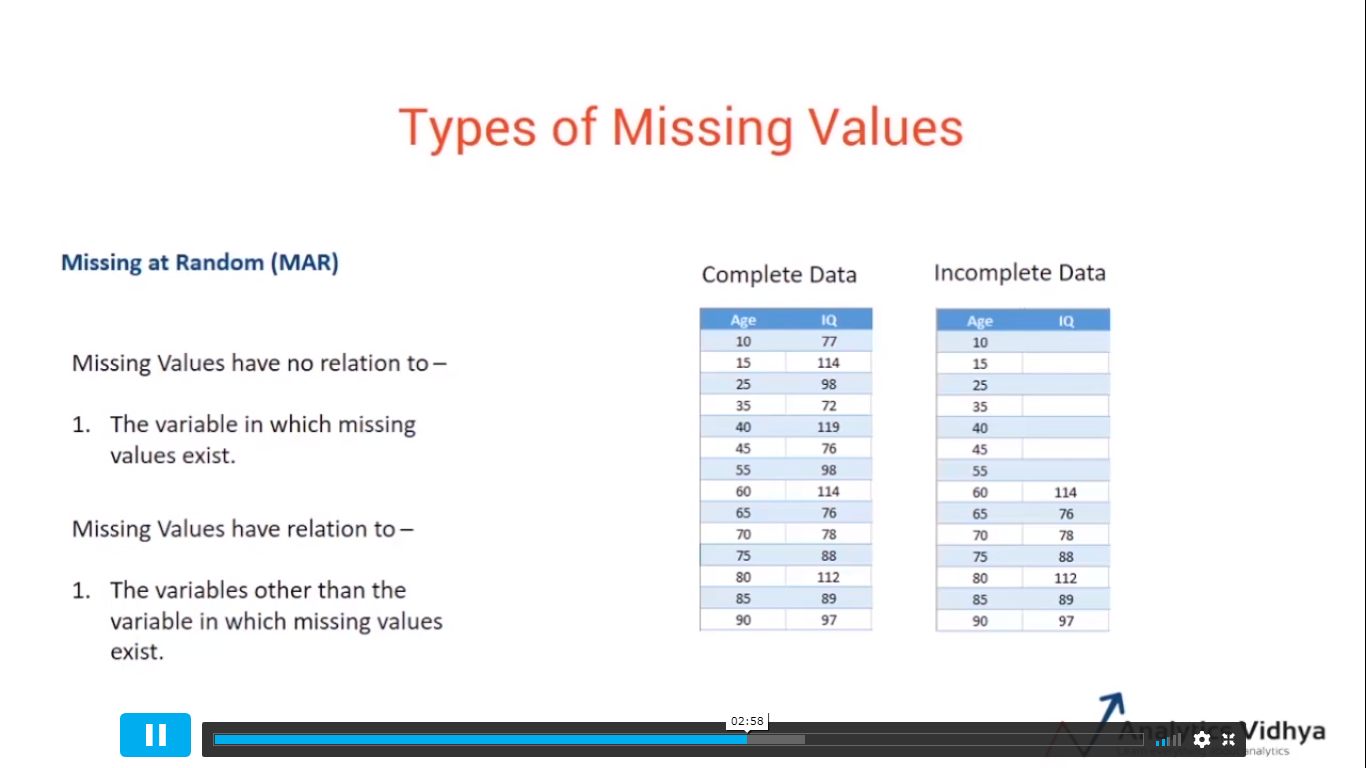 Types of Missing Values
Missing at Random (MAR)
Missing Values have no relation to –
1. The variable in which missing
values exist.
Missing Values have relation to –
1. The variables other than the
variable in which missing values
exist.
Complete Data
Age IQ
10 77
15 114
25 98
35 72
40 119
45 76
55 98
60 114
65 76
70 78
75 88
80 112
85 89
90 97
Incomplete Data
Age IQ
10
15
25
35
40
45
55
60 114
65 76
70 78
75 88
80 112
85 89
90 97
02:58
Analytics Vidhya
analytics